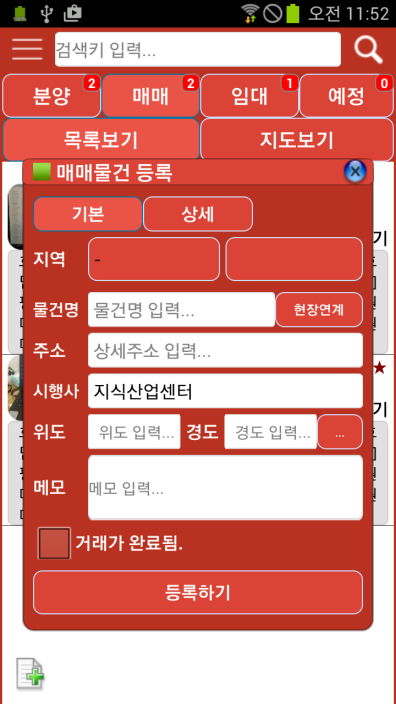 오전 11:52
검색키 입력...
분양 2 매매 2 임대 1 예정 0
목록보기 지도보기
매매물건 등록
기본 상세
지역 -
물건명 물건명 입력... 현장연계
주소 상세주소 입력...
시행사 지식산업센터
위도 위도 입력... 경도 경도 입력... ...
메모 메모 입력...
거래가 완료됨.
등록하기